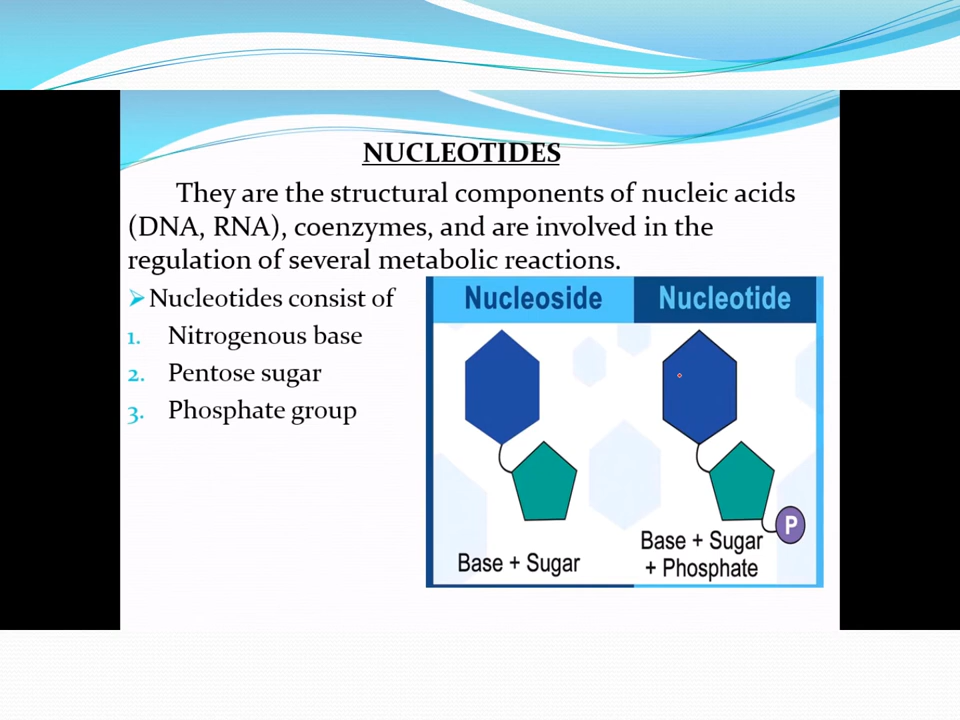 NUCLEOTIDES
They are the structural components of nucleic acids
(DNA, RNA), coenzymes, and are involved in the
regulation of several metabolic reactions.
➢Nucleotides consist of
1. Nitrogenous base
2. Pentose sugar
3. Phosphate group
Nucleoside
Base + Sugar
Nucleotide
P
Base + Sugar
+ Phosphate